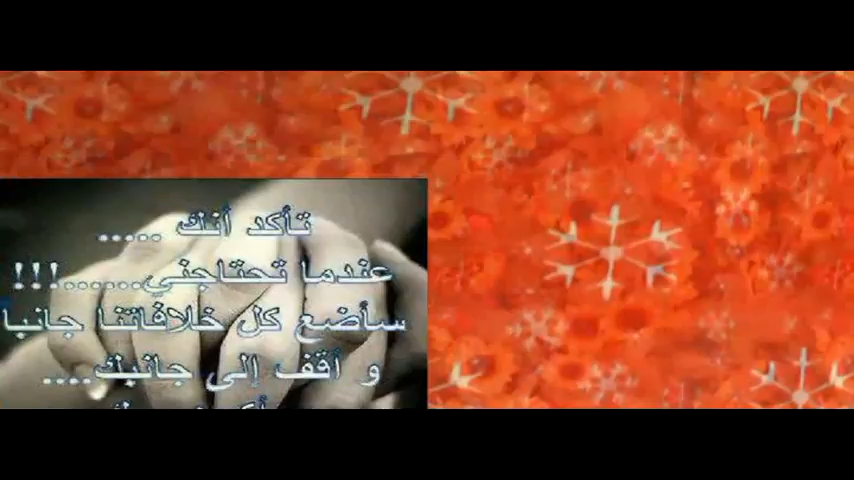 تأكد أنك .....
عندما تحتاجني......!!!
سأضع كل خلافاتنا جانباً
و أقف إلى جانبك....